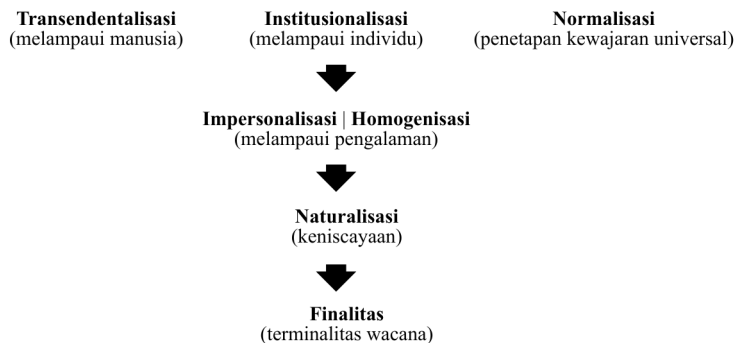 Transendentalisasi
(melampaui manusia)
Institusionalisasi
(melampaui individu)
Normalisasi
(penetapan kewajaran universal)
Impersonalisasi | Homogenisasi
(melampaui pengalaman)
Naturalisasi
(keniscayaan)
Finalitas
(terminalitas wacana)